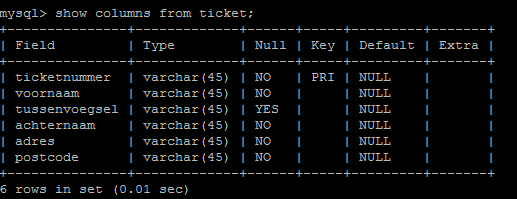 mysql> show columns from ticket;
+--------------+-------------+------+-----+---------+-------+
| Field        | Type        | Null | Key | Default | Extra |
+--------------+-------------+------+-----+---------+-------+
| ticketnummer | varchar(45) | NO   | PRI | NULL    |       |
| voornaam     | varchar(45) | NO   |     | NULL    |       |
| tussenvoegsel | varchar(45) | YES  |     | NULL    |       |
| achternaam   | varchar(45) | NO   |     | NULL    |       |
| adres        | varchar(45) | NO   |     | NULL    |       |
| postcode     | varchar(45) | NO   |     | NULL    |       |
+--------------+-------------+------+-----+---------+-------+
6 rows in set (0.01 sec)